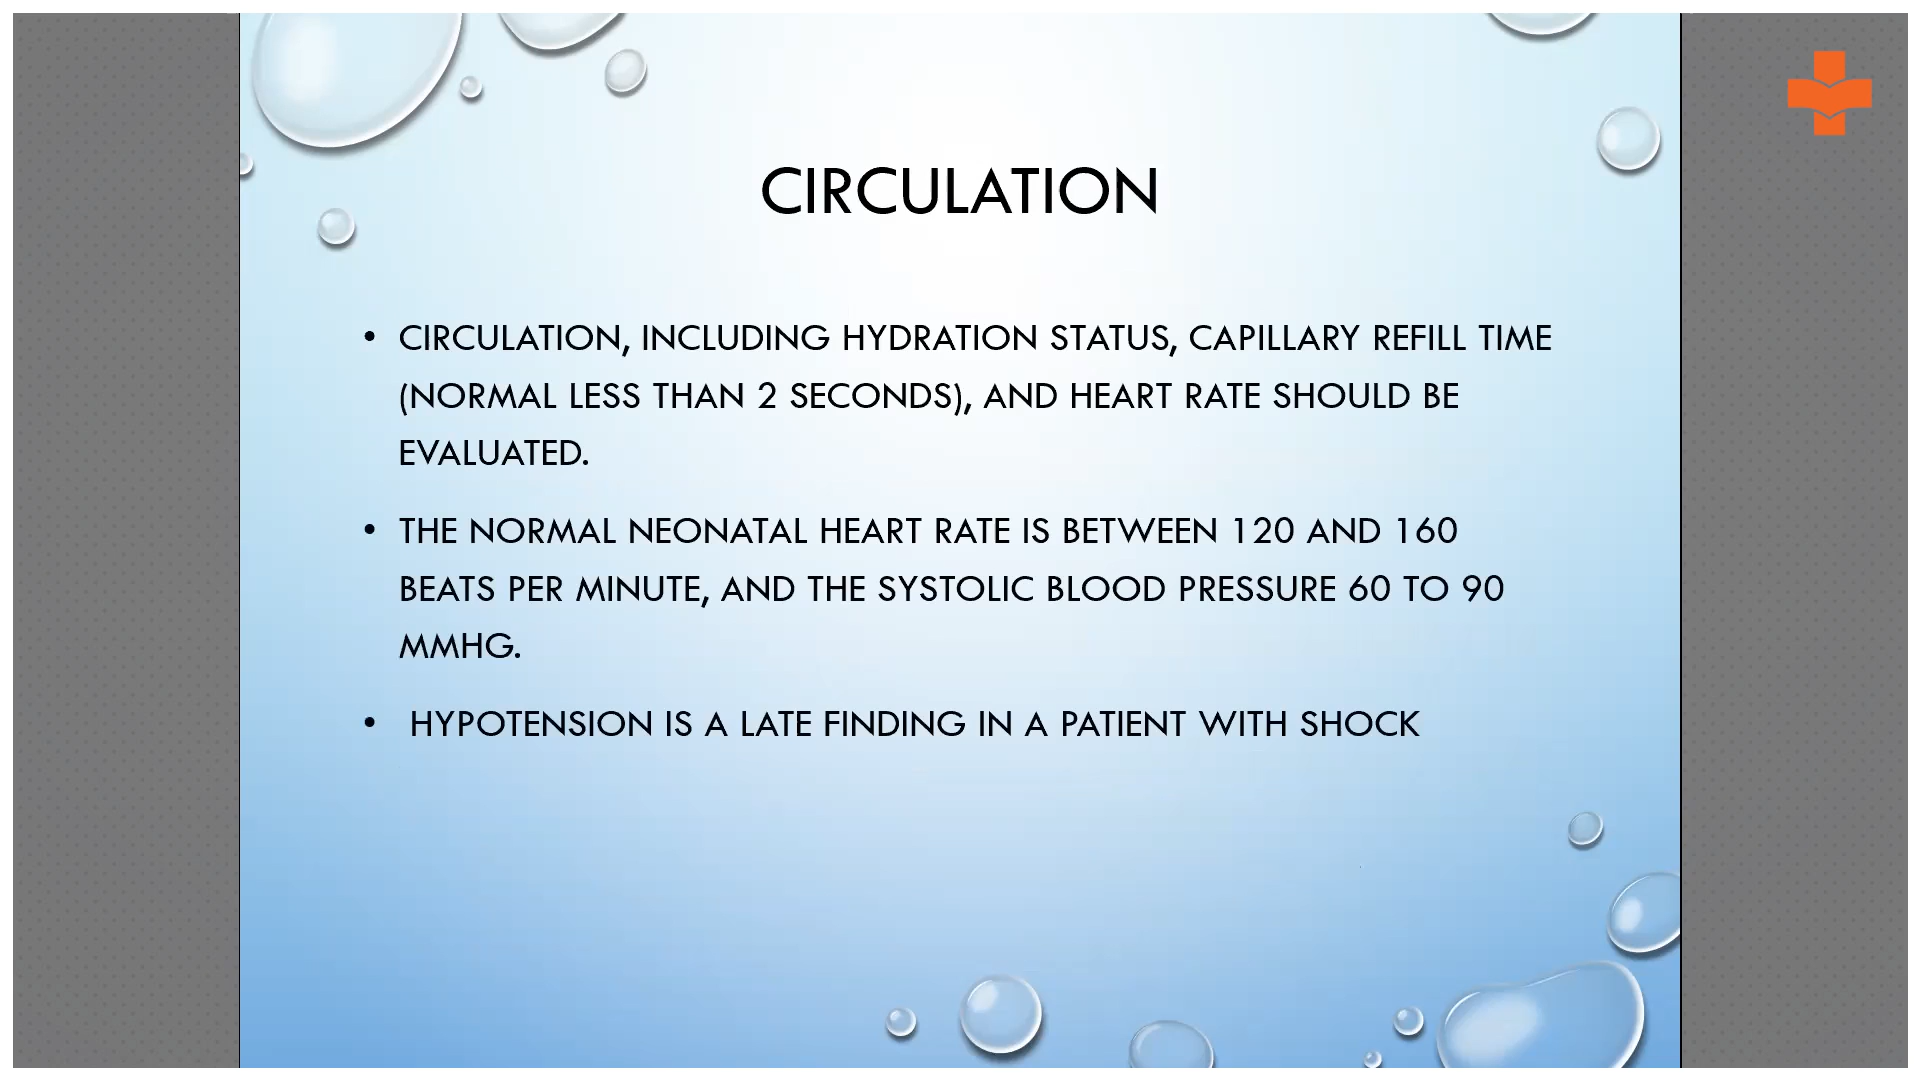 CIRCULATION
• CIRCULATION, INCLUDING HYDRATION STATUS, CAPILLARY REFILL TIME
(NORMAL LESS THAN 2 SECONDS), AND HEART RATE SHOULD BE
EVALUATED.
• THE NORMAL NEONATAL HEART RATE IS BETWEEN 120 AND 160
BEATS PER MINUTE, AND THE SYSTOLIC BLOOD PRESSURE 60 TO 90
MMHG.
• HYPOTENSION IS A LATE FINDING IN A PATIENT WITH SHOCK